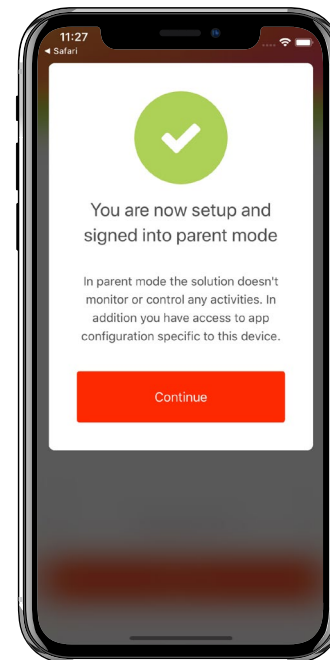 11:27
◀ Safari
You are now setup and
signed into parent mode
In parent mode the solution doesn't
monitor or control any activities. In
addition you have access to app
configuration specific to this device.
Continue